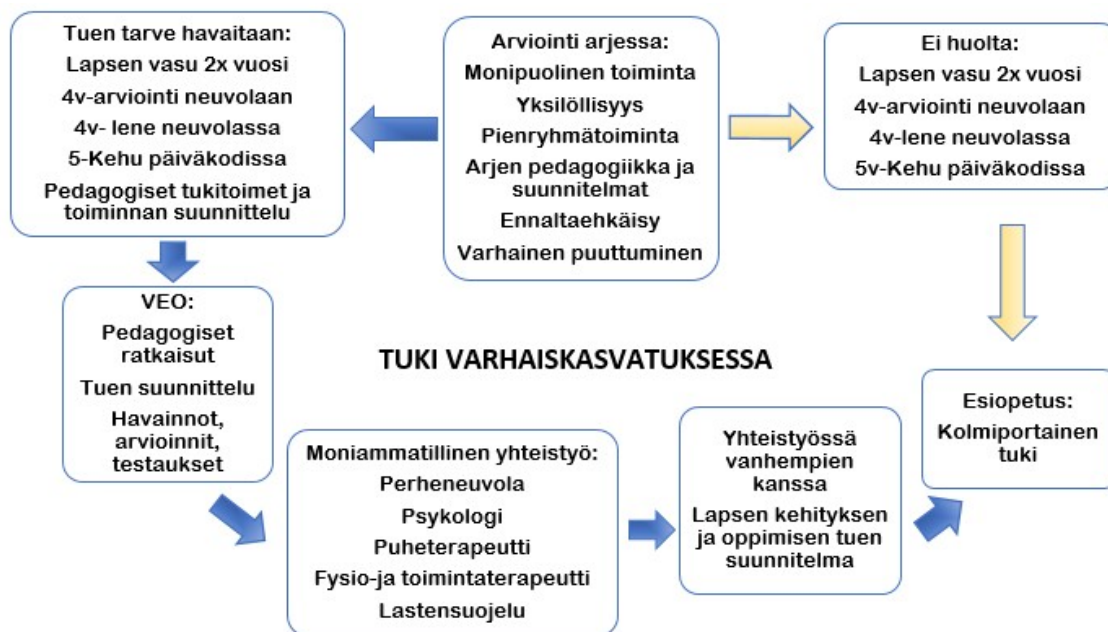 Tuen tarve havaitaan:
Lapsen vasu 2x vuosi
4v-arviointi neuvolaan
4v- lene neuvolassa
5-Kehu päiväkodissa
Pedagogiset tukitoimet ja
toiminnan suunnittelu
Arviointi arjessa:
Monipuolinen toiminta
Yksilöllisyys
Pienryhmätoiminta
Arjen pedagogiikka ja
suunnitelmat
Ennaltaehkäisy
Varhainen puuttuminen
Ei huolta:
Lapsen vasu 2x vuosi
4v-arviointi neuvolaan
4v-lene neuvolassa
5v-Kehu päiväkodissa
VEO:
Pedagogiset
ratkaisut
Tuen suunnittelu
Havainnot,
arvioinnit,
testaukset
TUKI VARHAISKASVATUKSESSA
Moniammatillinen yhteistyö:
Perheneuvola
Psykologi
Puheterapeutti
Fysio-ja toimintaterapeutti
Lastensuojelu
Yhteistyössä
vanhempien
kanssa
Lapsen kehityksen
ja oppimisen tuen
suunnitelma
Esiopetus:
Kolmiportainen
tuki